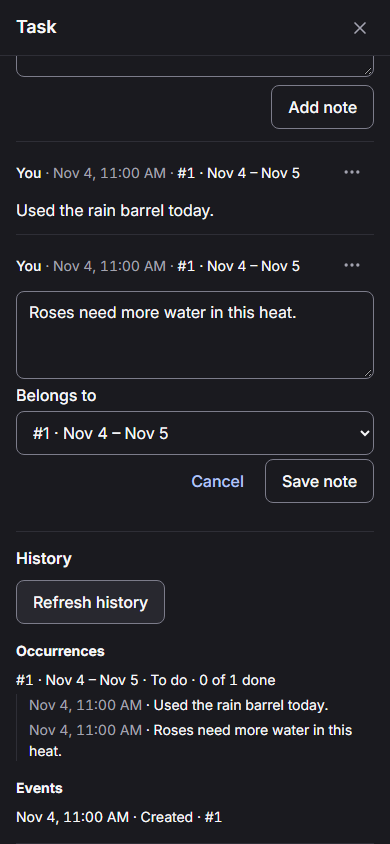 Task
Add note
You · Nov 4, 11:00 AM · #1 · Nov 4 – Nov 5
Used the rain barrel today.
You · Nov 4, 11:00 AM · #1 · Nov 4 – Nov 5
Roses need more water in this heat.
Belongs to
#1 · Nov 4 – Nov 5
Cancel
Save note
History
Refresh history
Occurrences
#1 · Nov 4 – Nov 5 · To do · 0 of 1 done
Nov 4, 11:00 AM · Used the rain barrel today.
Nov 4, 11:00 AM · Roses need more water in this
heat.
Events
Nov 4, 11:00 AM · Created · #1